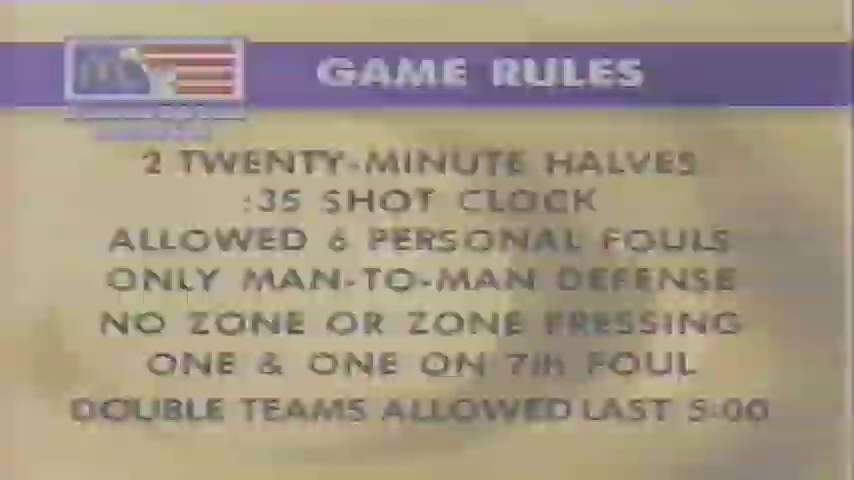 GAME RULES
2 TWENTY-MINUTE HALVES
:35 SHOT CLOCK
ALLOWED 6 PERSONAL FOULS
ONLY MAN-TO-MAN DEFENSE
NO ZONE OR ZONE PRESSING
ONE & ONE ON 7th FOUL
DOUBLE TEAMS ALLOWED LAST 5:00